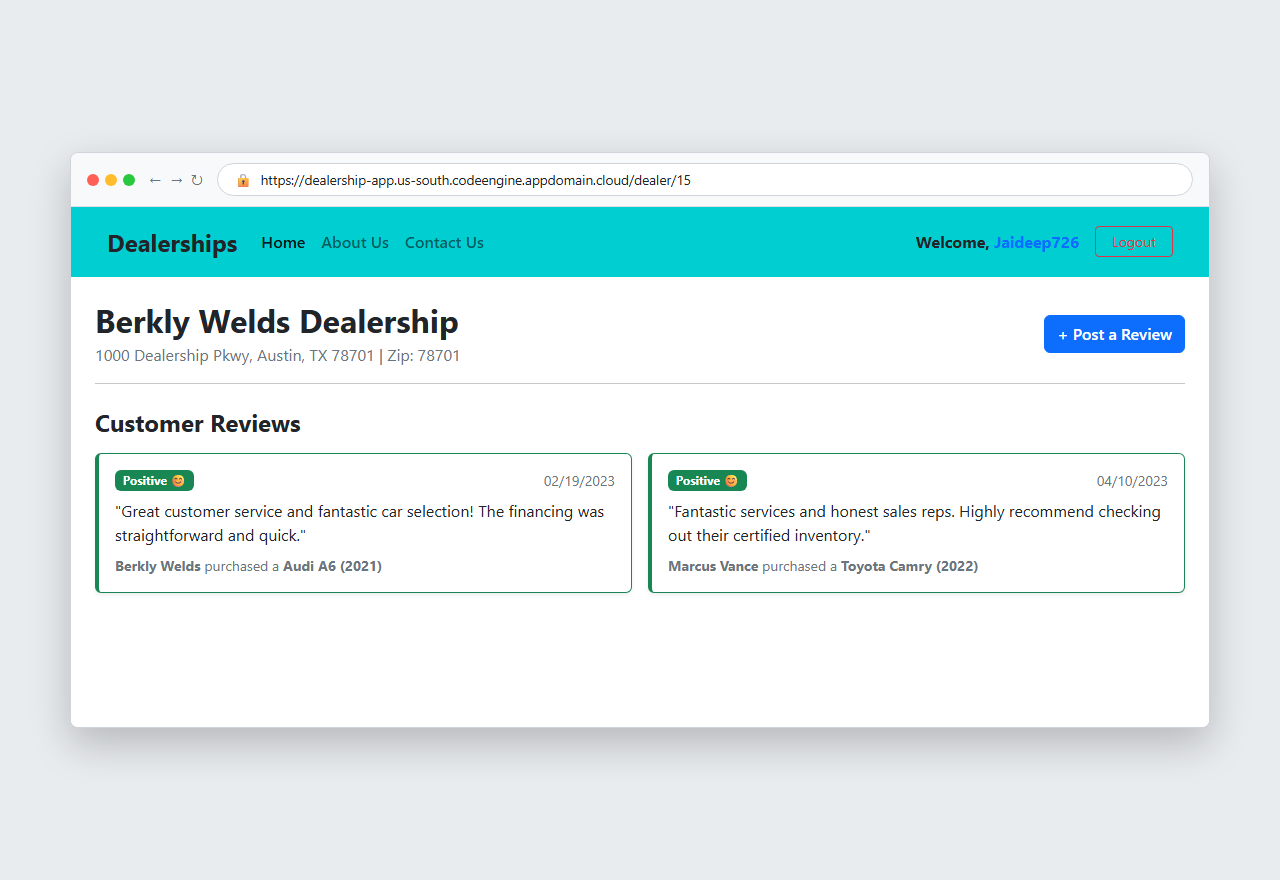 https://dealership-app.us-south.codeengine.appdomain.cloud/dealer/15
Dealerships Home About Us Contact Us Welcome, Jaideep726 Logout
Berkly Welds Dealership
1000 Dealership Pkwy, Austin, TX 78701 | Zip: 78701
+ Post a Review
Customer Reviews
Positive 😊 02/19/2023
"Great customer service and fantastic car selection! The financing was
straightforward and quick."
Berkly Welds purchased a Audi A6 (2021)
Positive 😊 04/10/2023
"Fantastic services and honest sales reps. Highly recommend checking
out their certified inventory."
Marcus Vance purchased a Toyota Camry (2022)